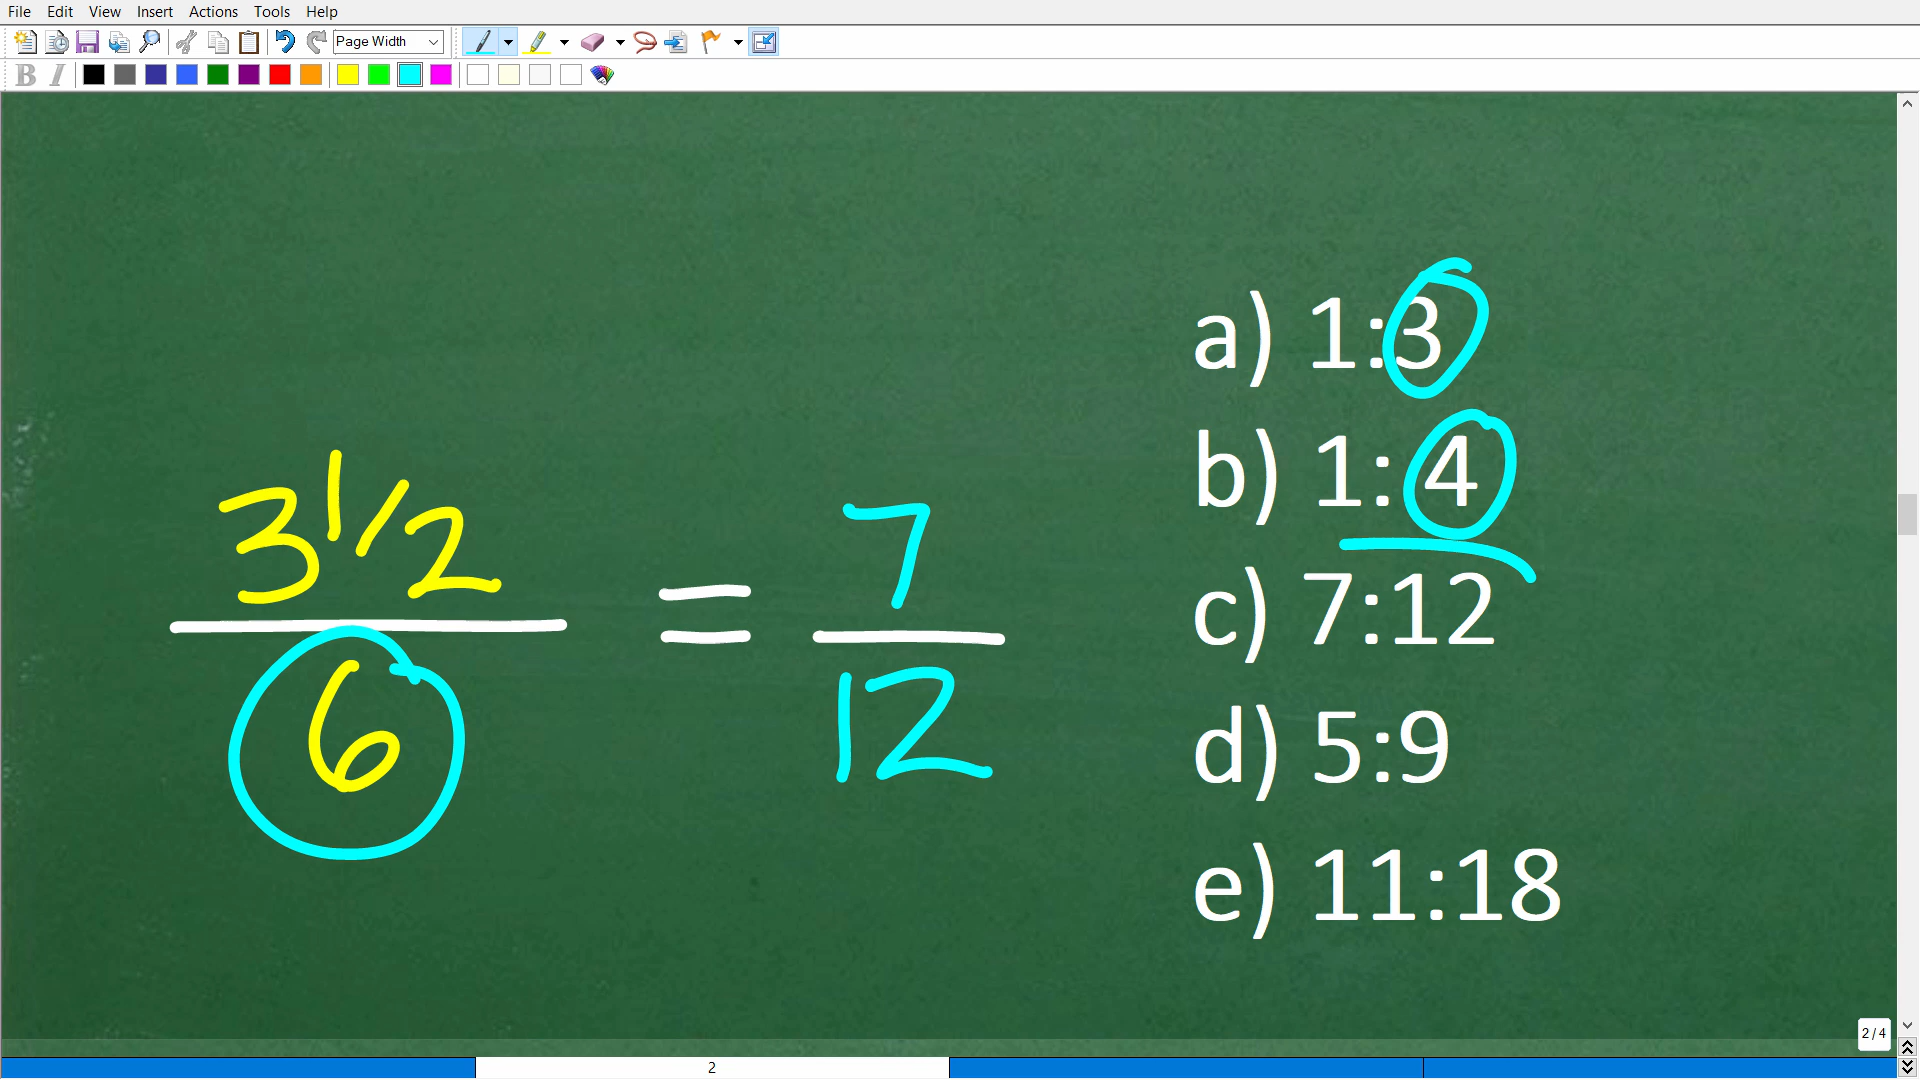 File Edit View Insert Actions Tools Help
Page Width
B I
a) 1:3
b) 1:4
3 1/2 / 6 = 7 / 12
c) 7:12
d) 5:9
e) 11:18
2 / 4
2